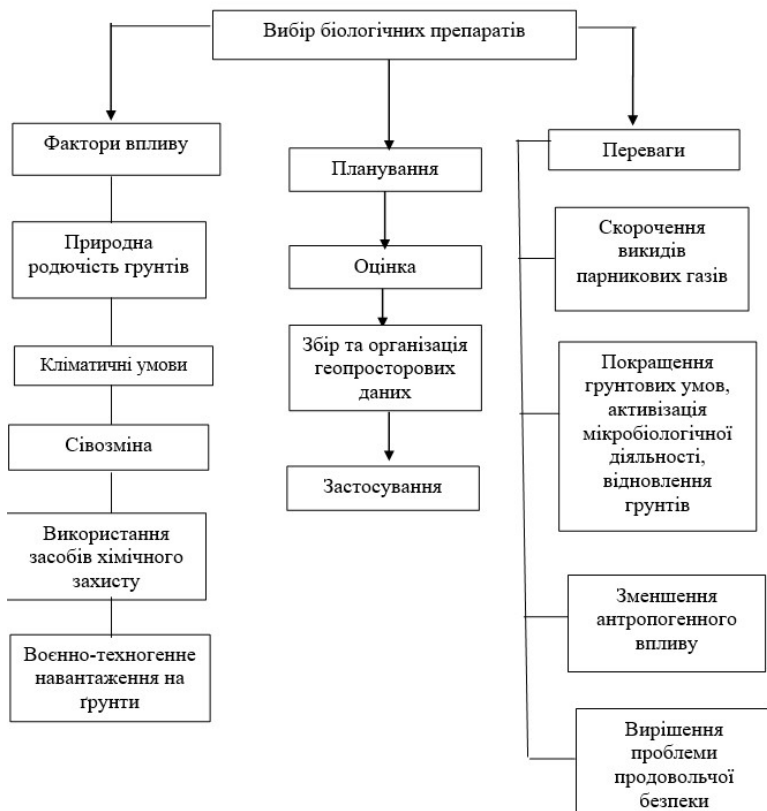 Вибір біологічних препаратів
Фактори впливу
Природна
родючість грунтів
Кліматичні умови
Сівозміна
Використання
засобів хімічного
захисту
Воєнно-техногенне
навантаження на
ґрунти
Планування
Оцінка
Збір та організація
геопросторових
даних
Застосування
Переваги
Скорочення
викидів
парникових газів
Покращення
грунтових умов,
активізація
мікробіологічної
діяльності,
відновлення
грунтів
Зменшення
антропогенного
впливу
Вирішення
проблеми
продовольчої
безпеки